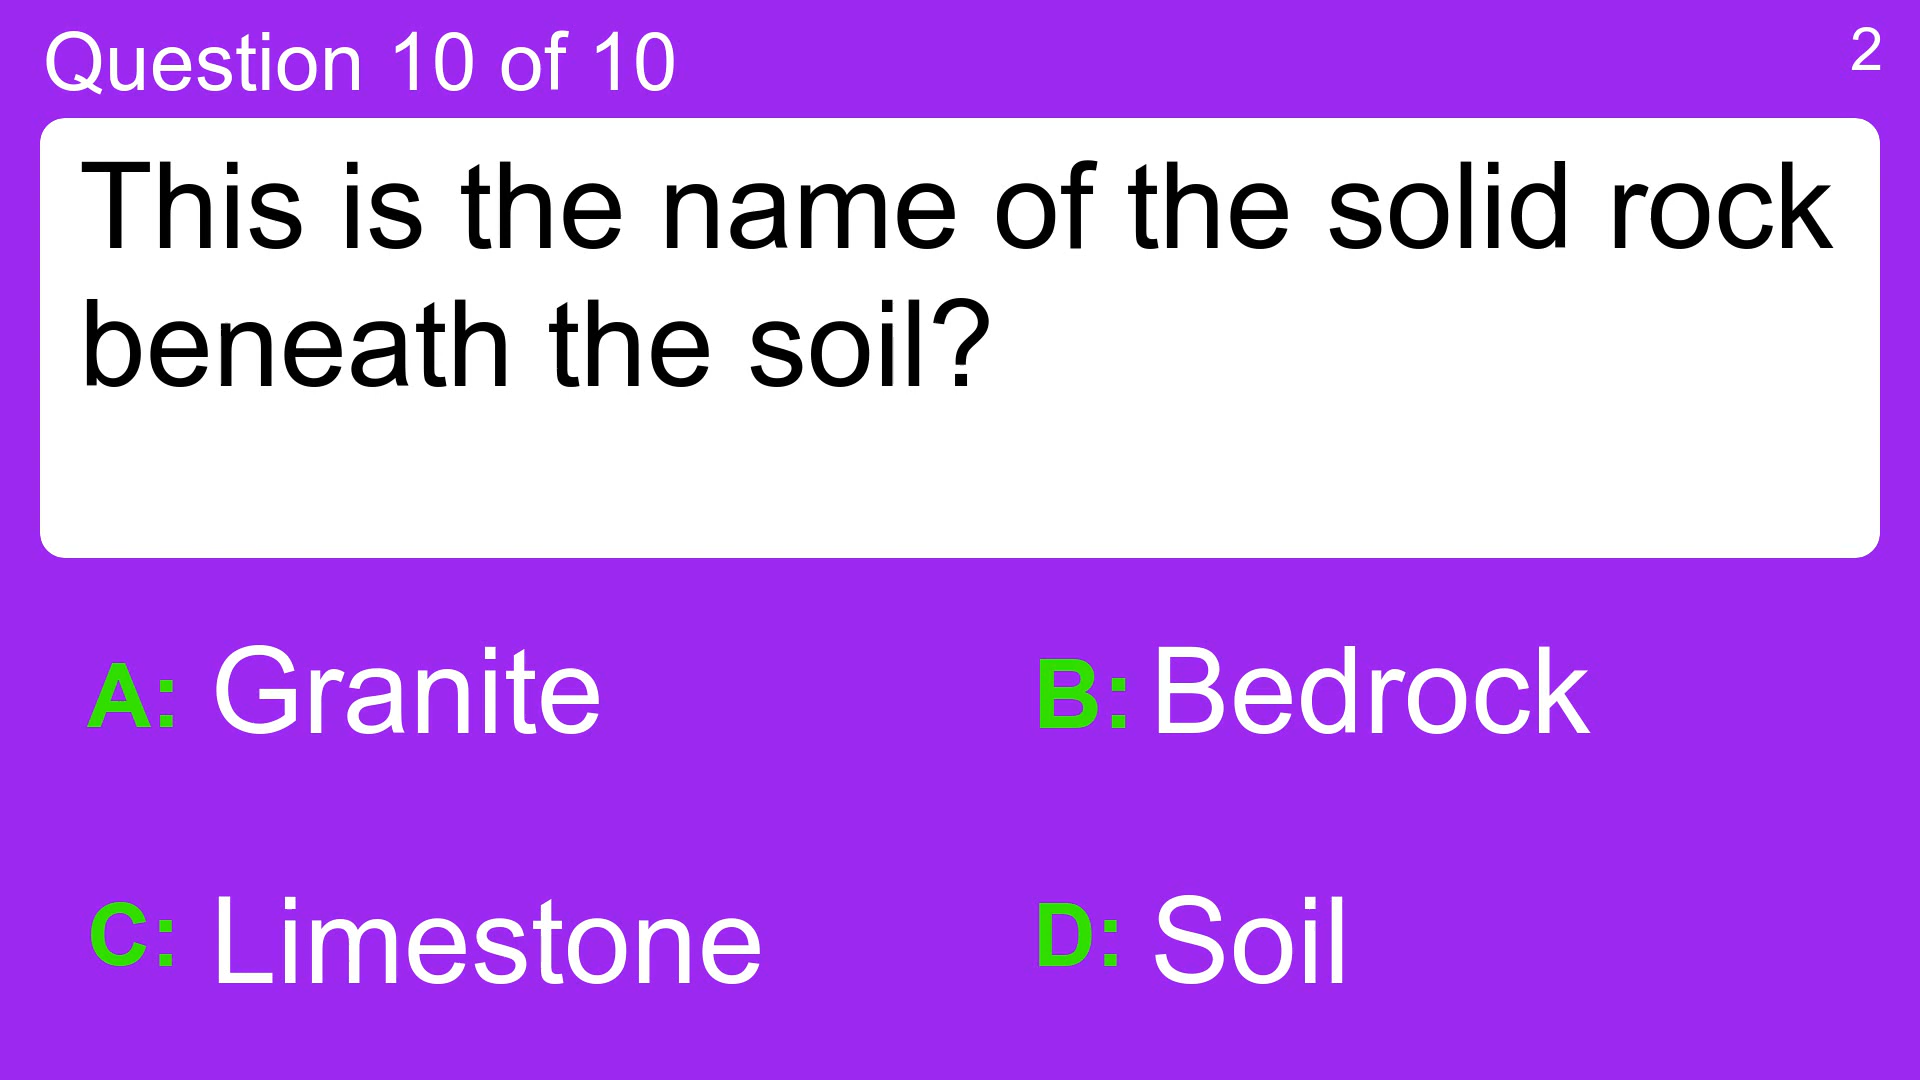 Question 10 of 10
2
This is the name of the solid rock
beneath the soil?
A: Granite
B: Bedrock
C: Limestone
D: Soil